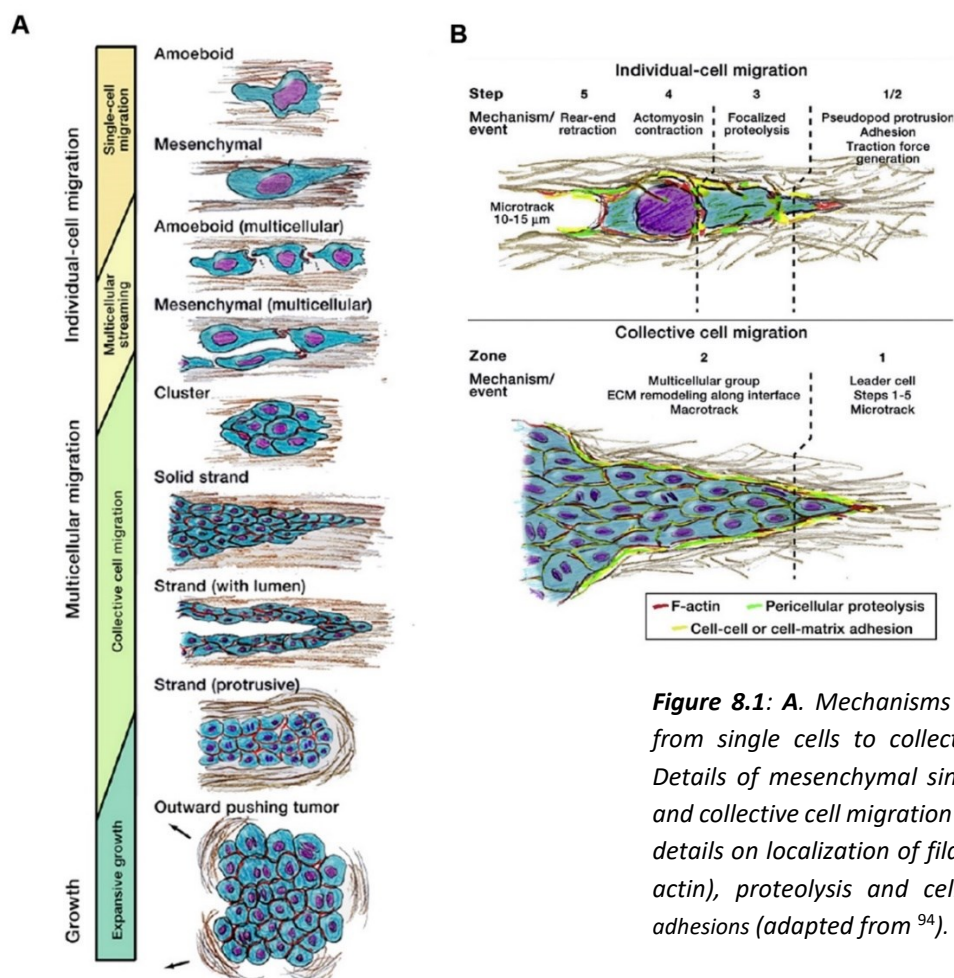 A
Amoeboid
Mesenchymal
Amoeboid (multicellular)
Mesenchymal (multicellular)
Cluster
Solid strand
Strand (with lumen)
Strand (protrusive)
Outward pushing tumor
Individual-cell migration
Multicellular migration
Growth
Single-cell
migration
Multicellular
streaming
Collective cell migration
Expansive growth
B
Individual-cell migration
Step 5 4 3 1/2
Mechanism/ Rear-end Actomyosin Focalized Pseudopod protrusion
event retraction contraction proteolysis Adhesion
Traction force
generation
Microtrack
10-15 μm
Collective cell migration
Zone 2 1
Mechanism/ Multicellular group Leader cell
event ECM remodeling along interface Steps 1-5
Macrotrack Microtrack
F-actin Pericellular proteolysis
Cell-cell or cell-matrix adhesion
Figure 8.1: A. Mechanisms
from single cells to collect
Details of mesenchymal sin
and collective cell migration
details on localization of fila
actin), proteolysis and cel
adhesions (adapted from 94).